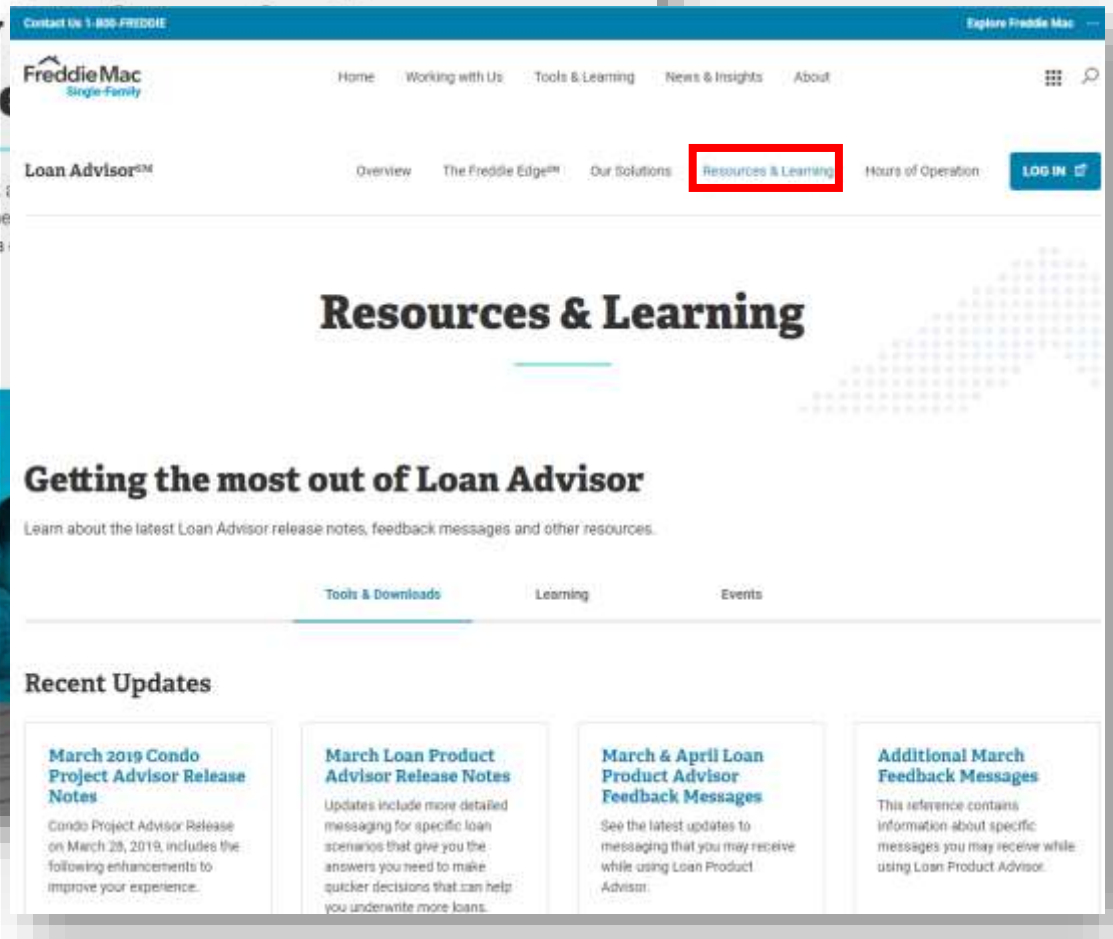 Contact Us 1-800-FREDDIE
Explore Freddie Mac
Freddie Mac
Single-Family
Home Working with Us Tools & Learning News & Insights About
Loan Advisor℠
Overview The Freddie Edge℠ Our Solutions Resources & Learning Hours of Operation LOG IN
Resources & Learning
Getting the most out of Loan Advisor
Learn about the latest Loan Advisor release notes, feedback messages and other resources.
Tools & Downloads Learning Events
Recent Updates
March 2019 Condo
Project Advisor Release
Notes
Condo Project Advisor Release
on March 28, 2019, includes the
following enhancements to
improve your experience.
March Loan Product
Advisor Release Notes
Updates include more detailed
messaging for specific loan
scenarios that give you the
answers you need to make
quicker decisions that can help
you underwrite more loans.
March & April Loan
Product Advisor
Feedback Messages
See the latest updates to
messaging that you may receive
while using Loan Product
Advisor.
Additional March
Feedback Messages
This reference contains
information about specific
messages you may receive while
using Loan Product Advisor.